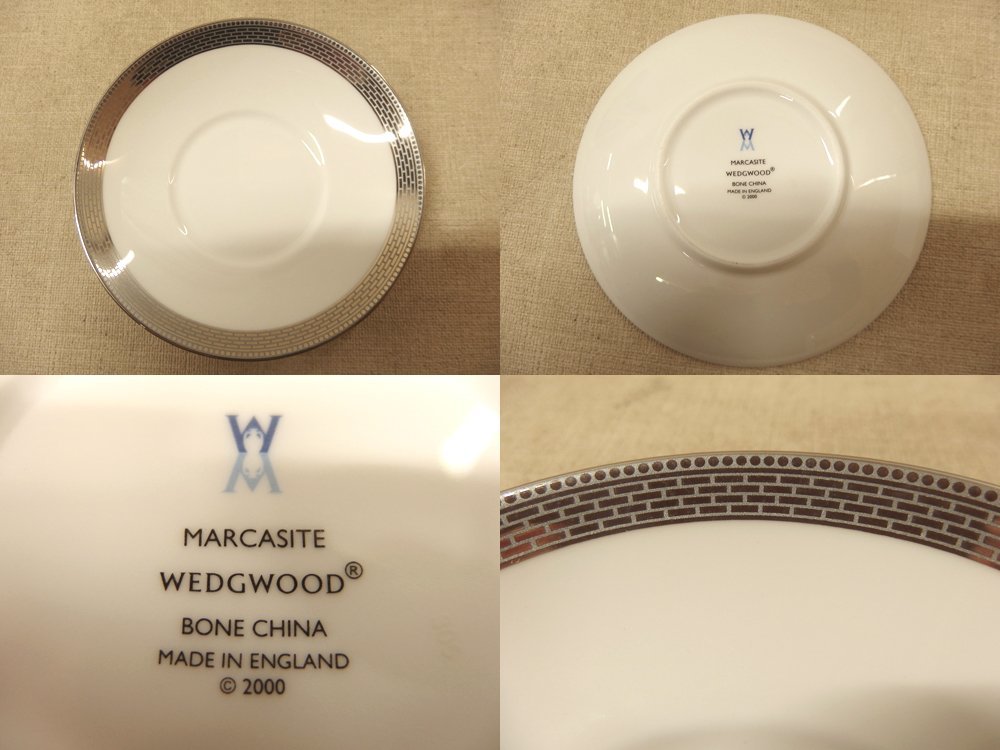 W
MARCASITE
WEDGWOOD®
BONE CHINA
MADE IN ENGLAND
© 2000
W
MARCASITE
WEDGWOOD®
BONE CHINA
MADE IN ENGLAND
© 2000